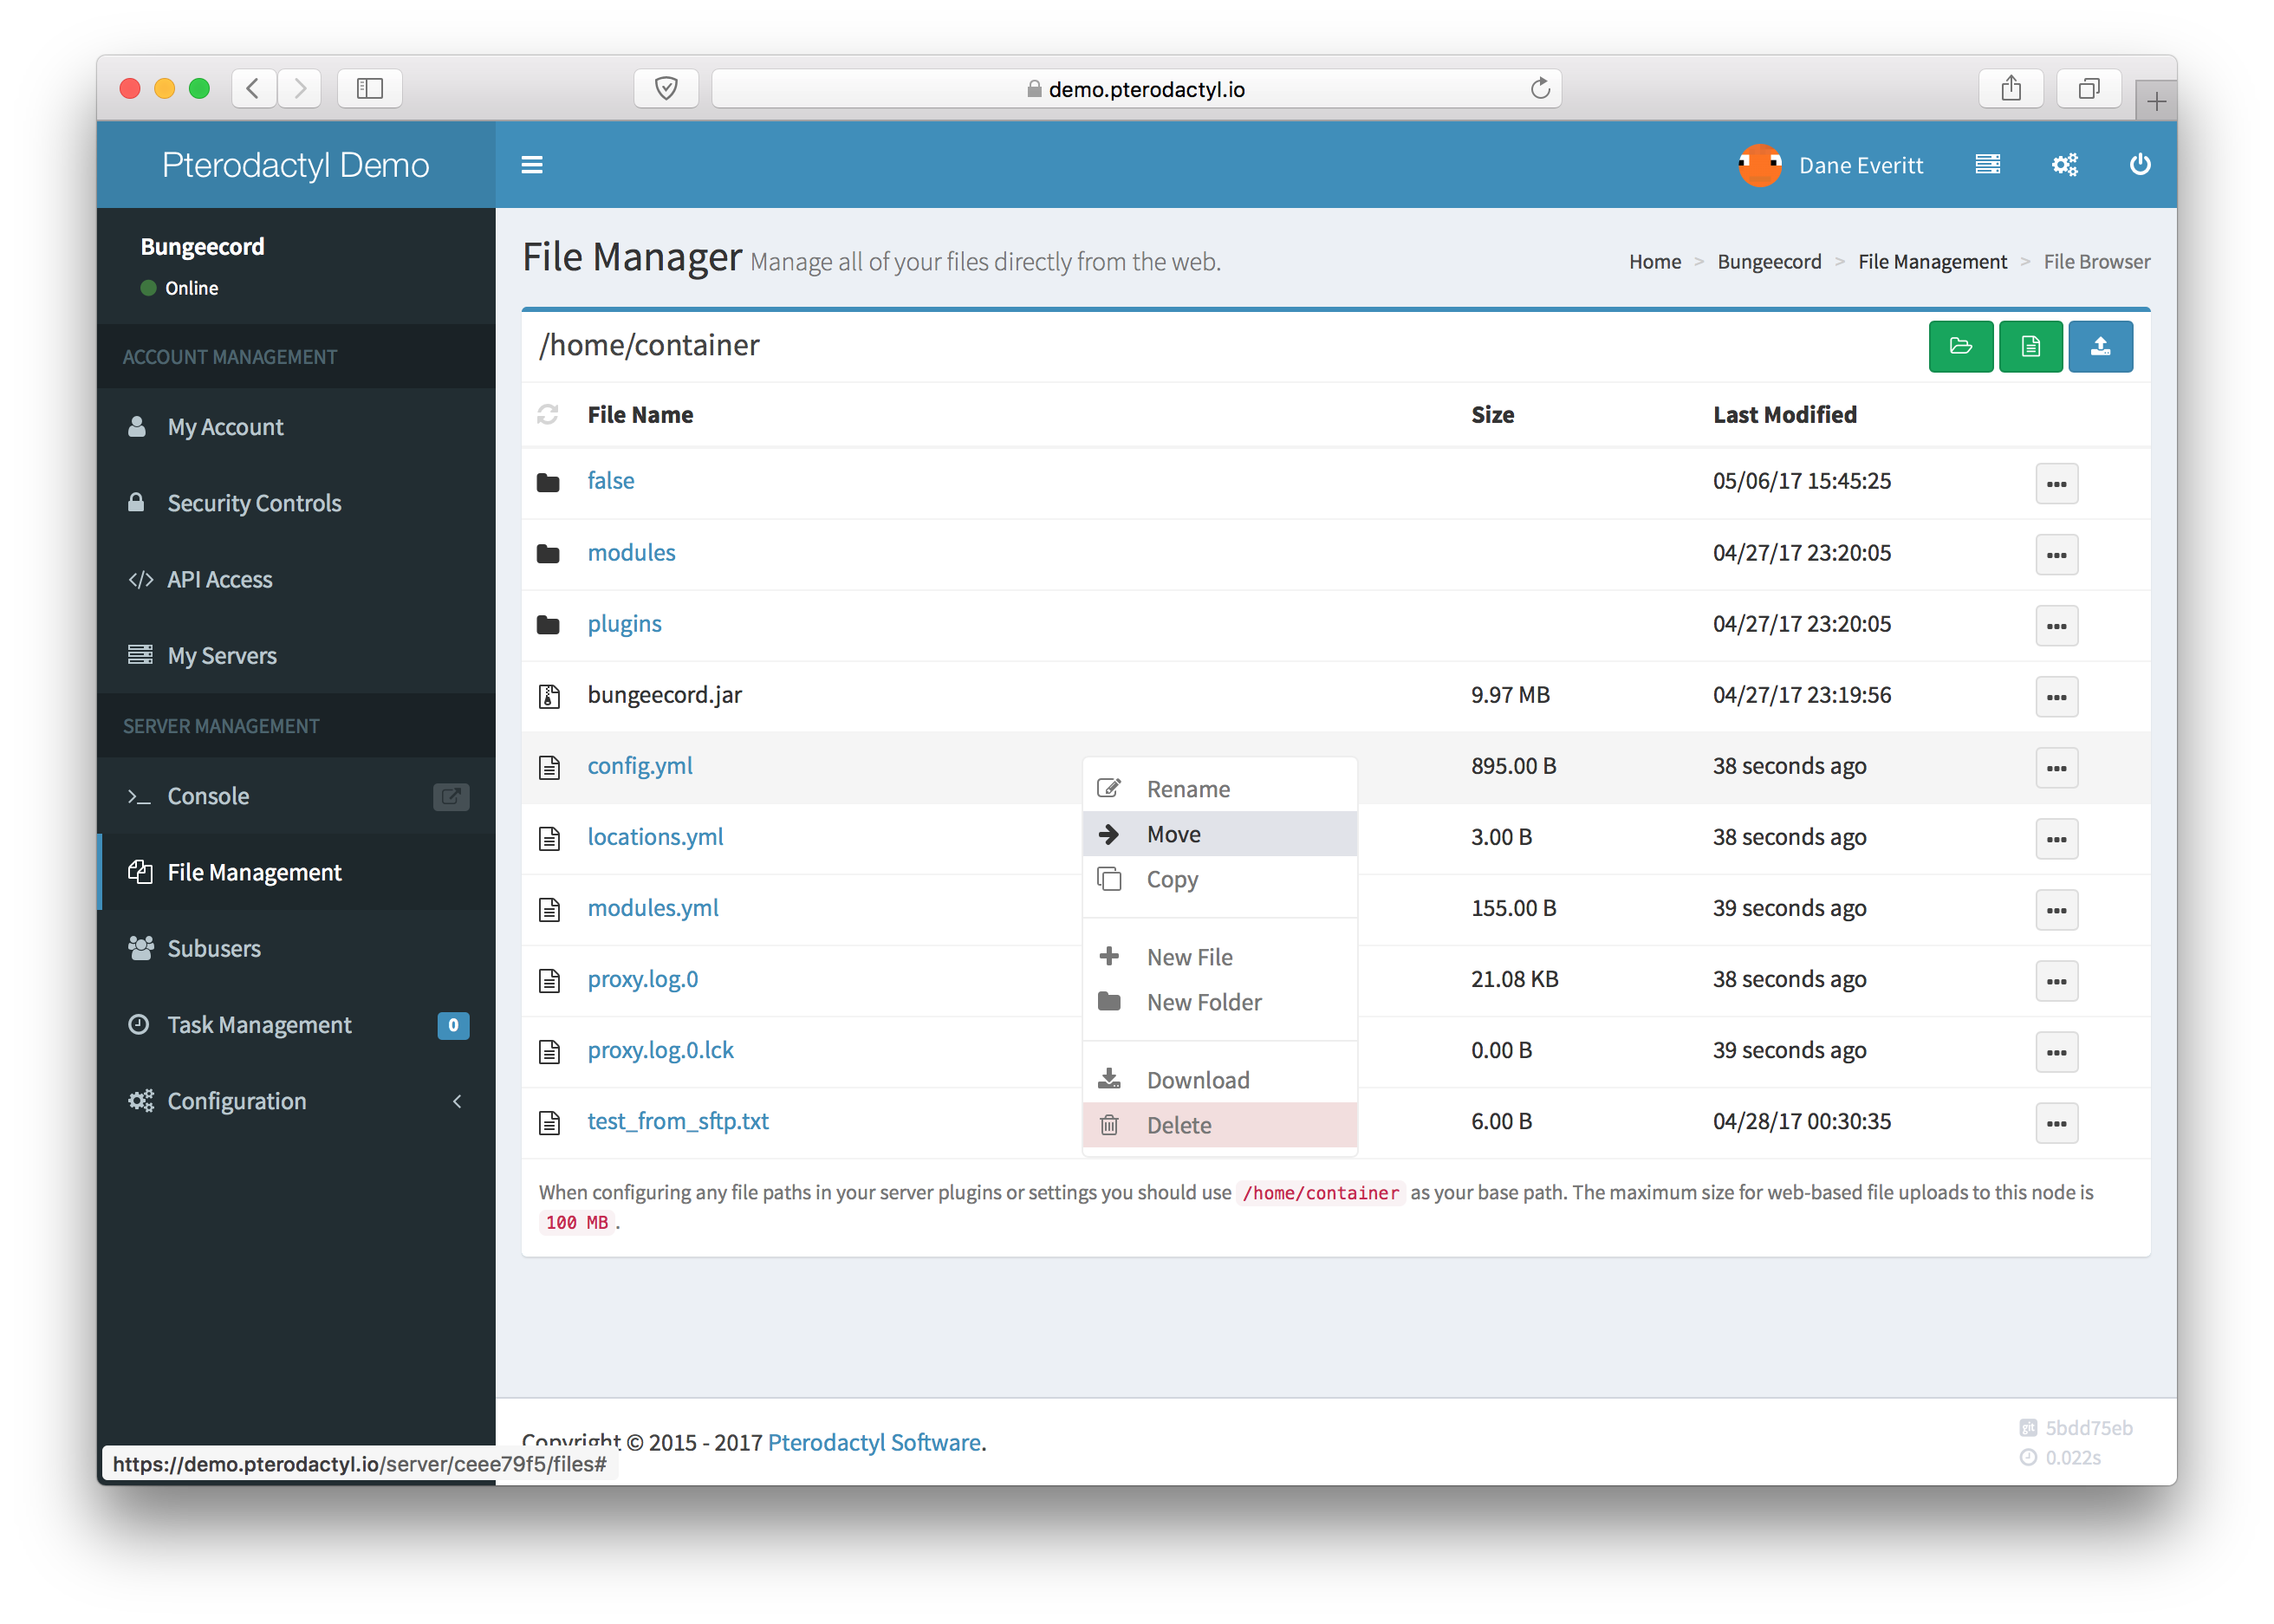 demo.pterodactyl.io
Pterodactyl Demo
Dane Everitt
Bungeecord
Online
ACCOUNT MANAGEMENT
My Account
Security Controls
API Access
My Servers
SERVER MANAGEMENT
Console
File Management
Subusers
Task Management 0
Configuration
File Manager Manage all of your files directly from the web.
Home > Bungeecord > File Management > File Browser
/home/container
File Name Size Last Modified
false 05/06/17 15:45:25
modules 04/27/17 23:20:05
plugins 04/27/17 23:20:05
bungeecord.jar 9.97 MB 04/27/17 23:19:56
config.yml 895.00 B 38 seconds ago
locations.yml 3.00 B 38 seconds ago
modules.yml 155.00 B 39 seconds ago
proxy.log.0 21.08 KB 38 seconds ago
proxy.log.0.lck 0.00 B 39 seconds ago
test_from_sftp.txt 6.00 B 04/28/17 00:30:35
Rename
Move
Copy
New File
New Folder
Download
Delete
When configuring any file paths in your server plugins or settings you should use /home/container as your base path. The maximum size for web-based file uploads to this node is
100 MB.
Copyright © 2015 - 2017 Pterodactyl Software.
git 5bdd75eb
0.022s
https://demo.pterodactyl.io/server/ceee79f5/files#